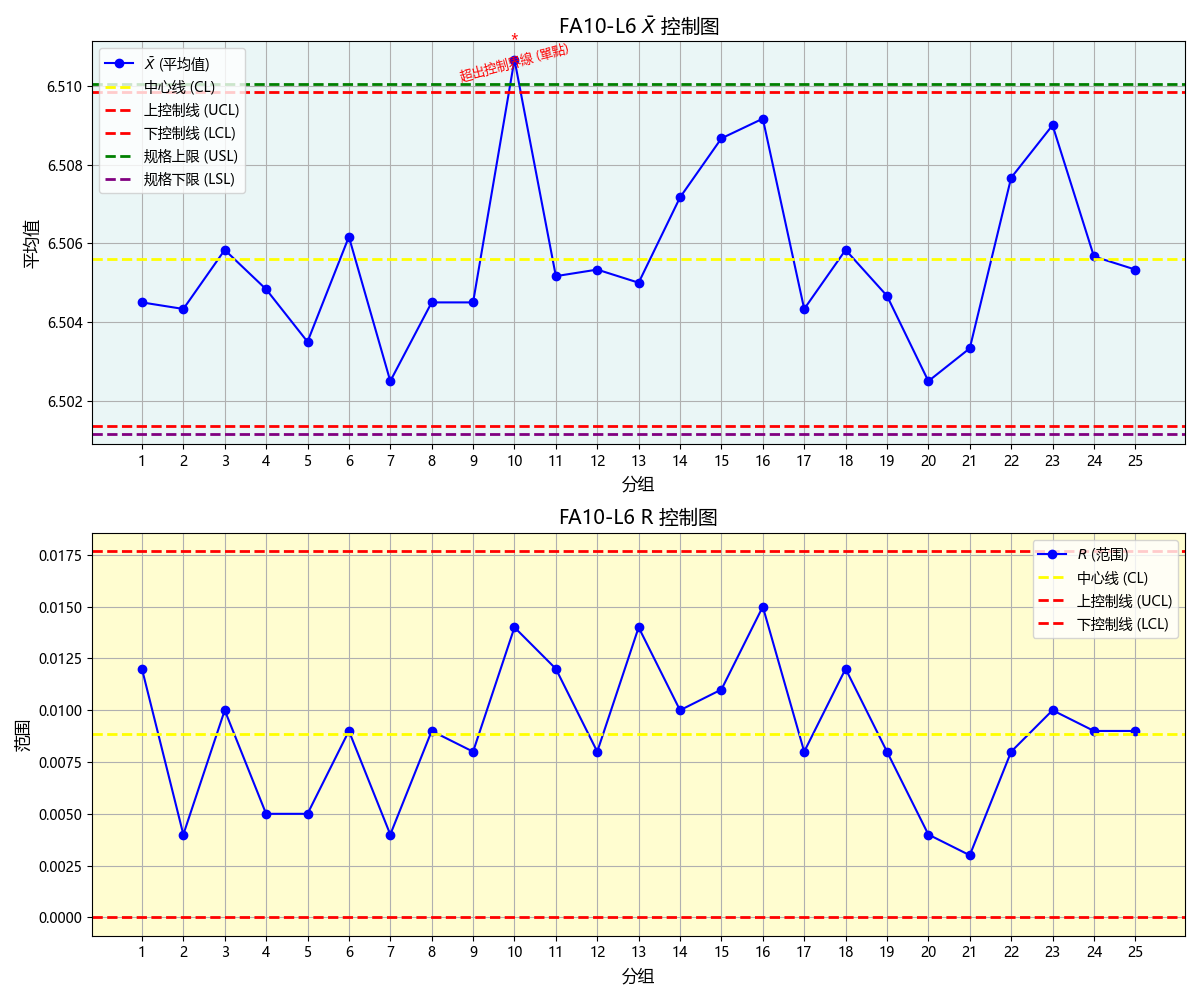 FA10-L6 X̄ 控制图
*
超出控制界線 (單點)
X̄ (平均值)
中心线 (CL)
上控制线 (UCL)
下控制线 (LCL)
规格上限 (USL)
规格下限 (LSL)
平均值
6.510
6.508
6.506
6.504
6.502
1 2 3 4 5 6 7 8 9 10 11 12 13 14 15 16 17 18 19 20 21 22 23 24 25
分组
FA10-L6 R 控制图
R (范围)
中心线 (CL)
上控制线 (UCL)
下控制线 (LCL)
范围
0.0175
0.0150
0.0125
0.0100
0.0075
0.0050
0.0025
0.0000
1 2 3 4 5 6 7 8 9 10 11 12 13 14 15 16 17 18 19 20 21 22 23 24 25
分组